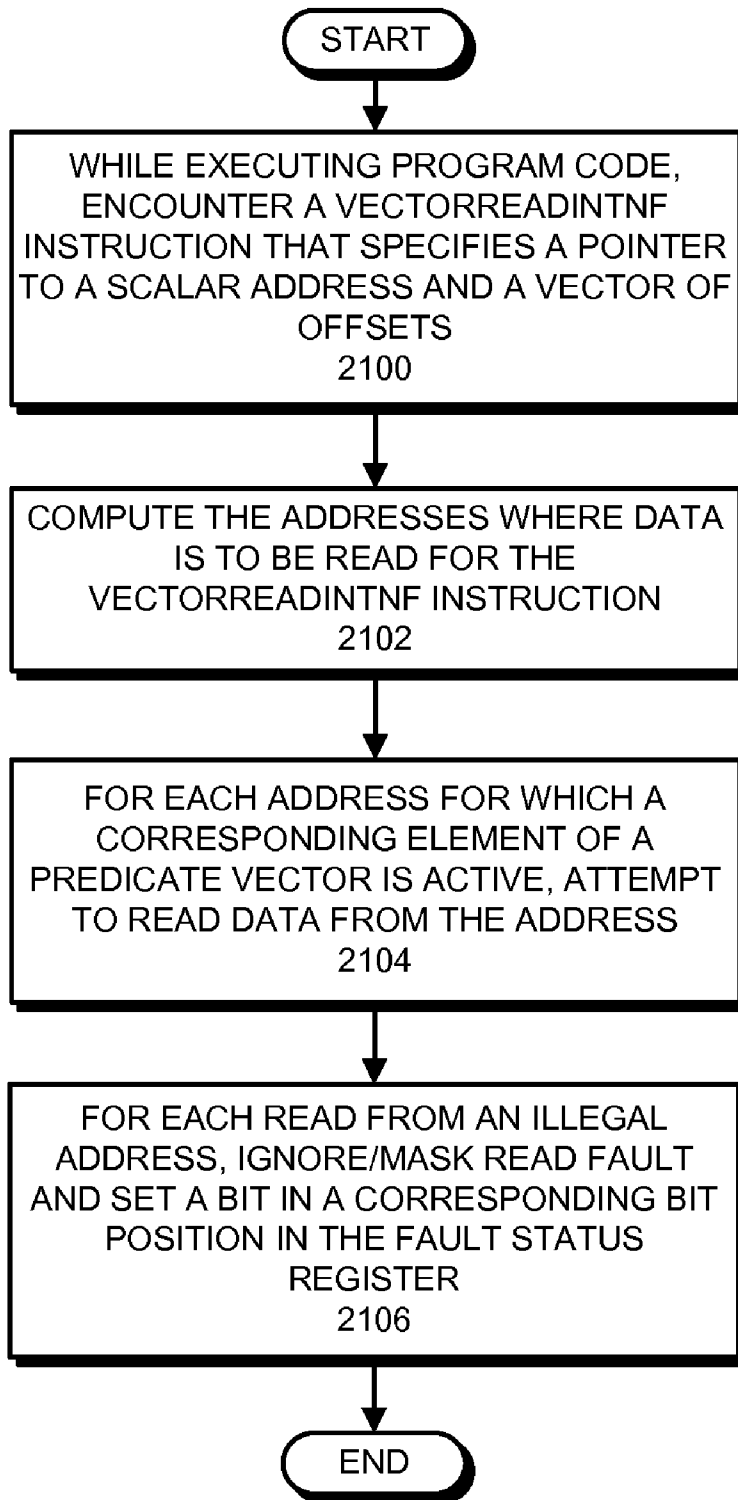 START
WHILE EXECUTING PROGRAM CODE,
ENCOUNTER A VECTORREADINTNF
INSTRUCTION THAT SPECIFIES A POINTER
TO A SCALAR ADDRESS AND A VECTOR OF
OFFSETS
2100
COMPUTE THE ADDRESSES WHERE DATA
IS TO BE READ FOR THE
VECTORREADINTNF INSTRUCTION
2102
FOR EACH ADDRESS FOR WHICH A
CORRESPONDING ELEMENT OF A
PREDICATE VECTOR IS ACTIVE, ATTEMPT
TO READ DATA FROM THE ADDRESS
2104
FOR EACH READ FROM AN ILLEGAL
ADDRESS, IGNORE/MASK READ FAULT
AND SET A BIT IN A CORRESPONDING BIT
POSITION IN THE FAULT STATUS
REGISTER
2106
END